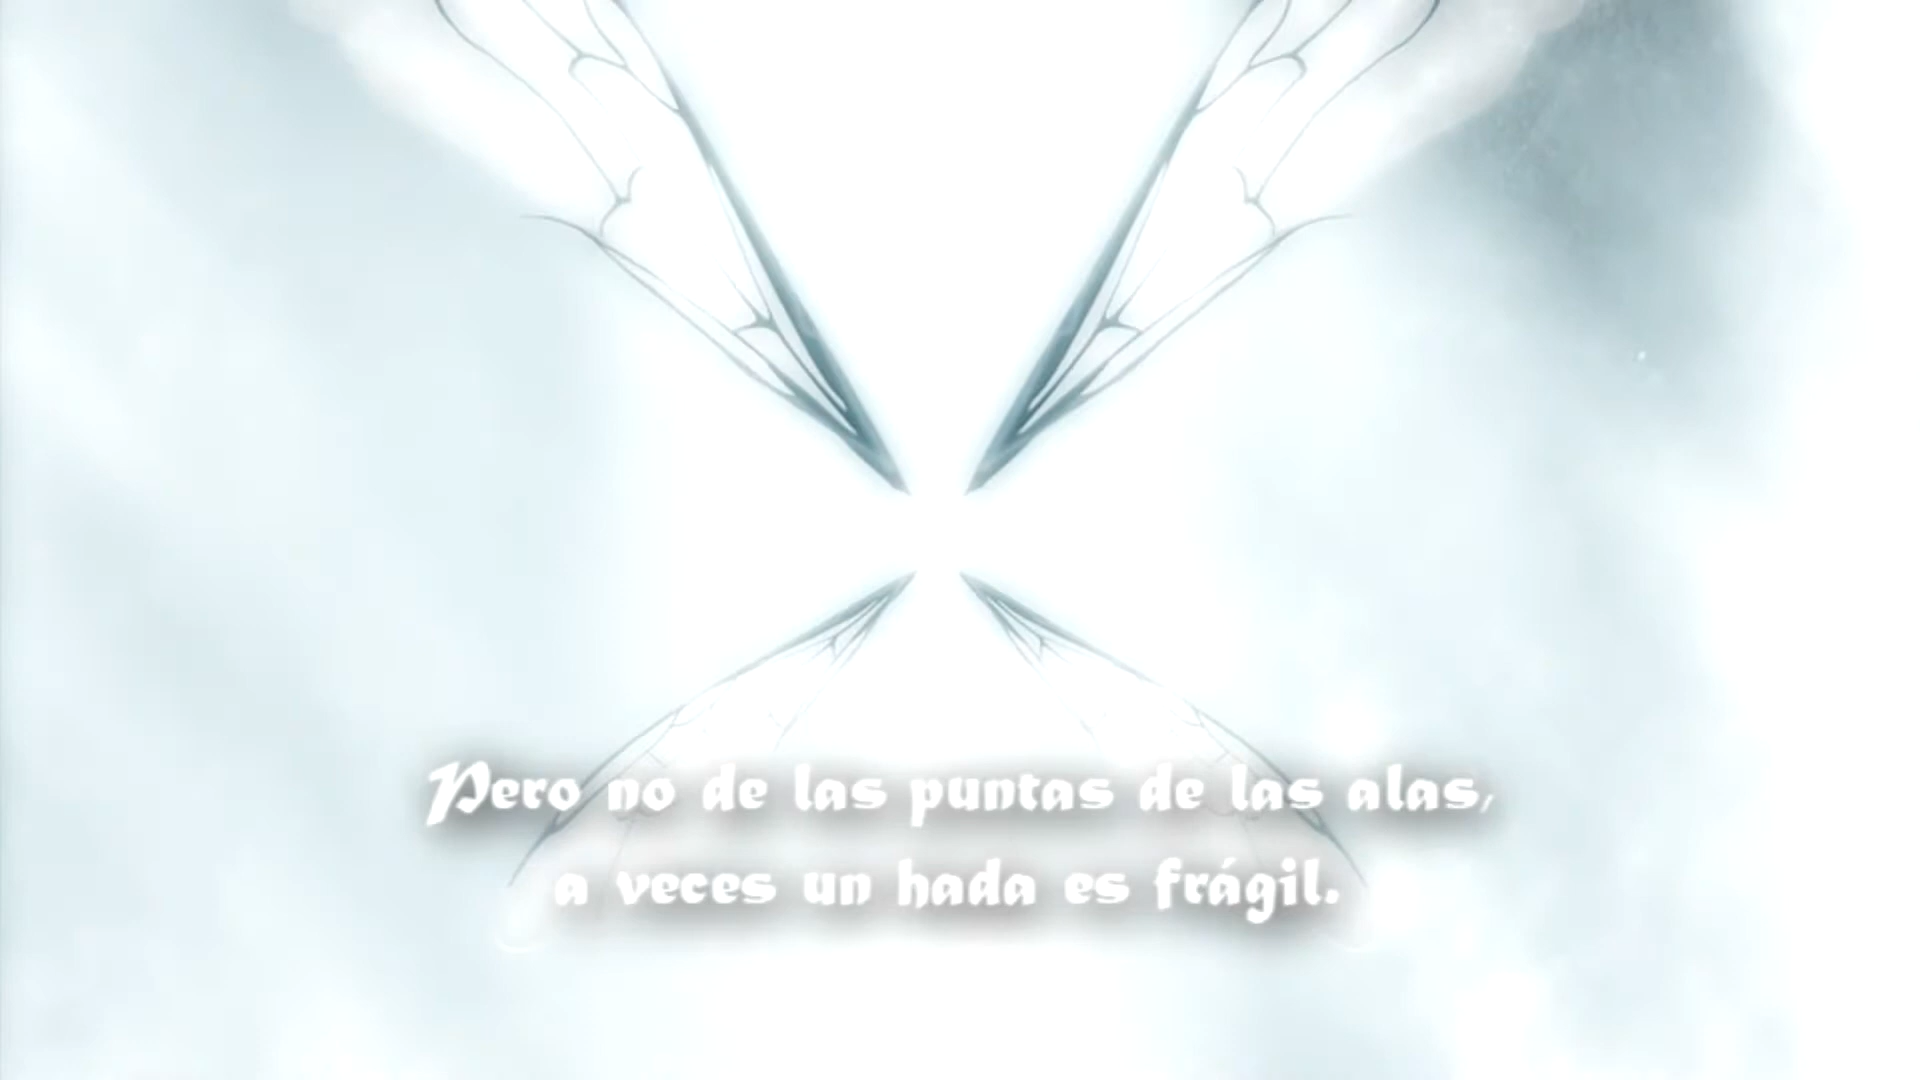 Pero no de las puntas de las alas,
a veces un hada es frágil.